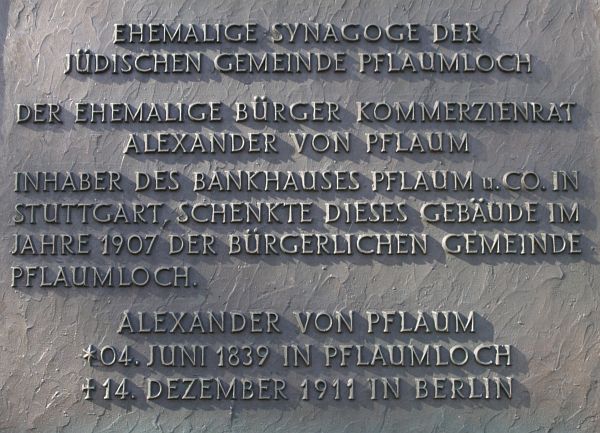 EHEMALIGE SYNAGOGE DER
JÜDISCHEN GEMEINDE PFLAUMLOCH
DER EHEMALIGE BÜRGER KOMMERZIENRAT
ALEXANDER VON PFLAUM
INHABER DES BANKHAUSES PFLAUM u. CO. IN
STUTTGART, SCHENKTE DIESES GEBÄUDE IM
JAHRE 1907 DER BÜRGERLICHEN GEMEINDE
PFLAUMLOCH.
ALEXANDER VON PFLAUM
*04. JUNI 1839 IN PFLAUMLOCH
†14. DEZEMBER 1911 IN BERLIN